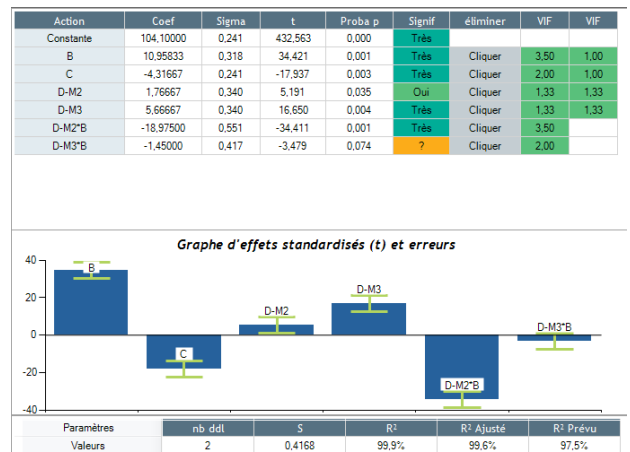 Action Coef Sigma t Proba p Signif éliminer VIF VIF
Constante 104,10000 0,241 432,563 0,000 Très
B 10,95833 0,318 34,421 0,001 Très Cliquer 3,50 1,00
C -4,31667 0,241 -17,937 0,003 Très Cliquer 2,00 1,00
D-M2 1,76667 0,340 5,191 0,035 Oui Cliquer 1,33 1,33
D-M3 5,66667 0,340 16,650 0,004 Très Cliquer 1,33 1,33
D-M2*B -18,97500 0,551 -34,411 0,001 Très Cliquer 3,50
D-M3*B -1,45000 0,417 -3,479 0,074 ? Cliquer 2,00
Graphe d'effets standardisés (t) et erreurs
40
B
20
D-M3
D-M2
D-M3*B
0
C
-20
D-M2*B
-40
Paramètres nb ddl S R² R² Ajusté R² Prévu
Valeurs 2 0,4168 99,9% 99,6% 97,5%